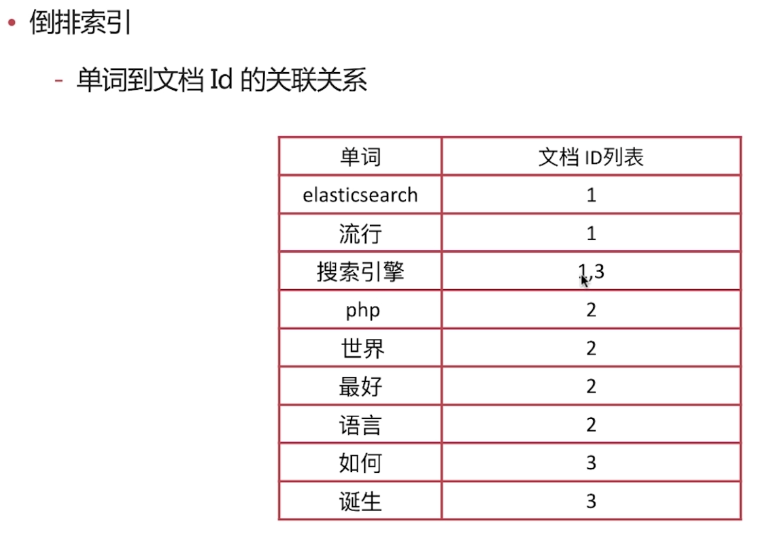 • 倒排索引
- 单词到文档 Id 的关联关系
单词 文档 ID列表
elasticsearch 1
流行 1
搜索引擎 1,3
php 2
世界 2
最好 2
语言 2
如何 3
诞生 3